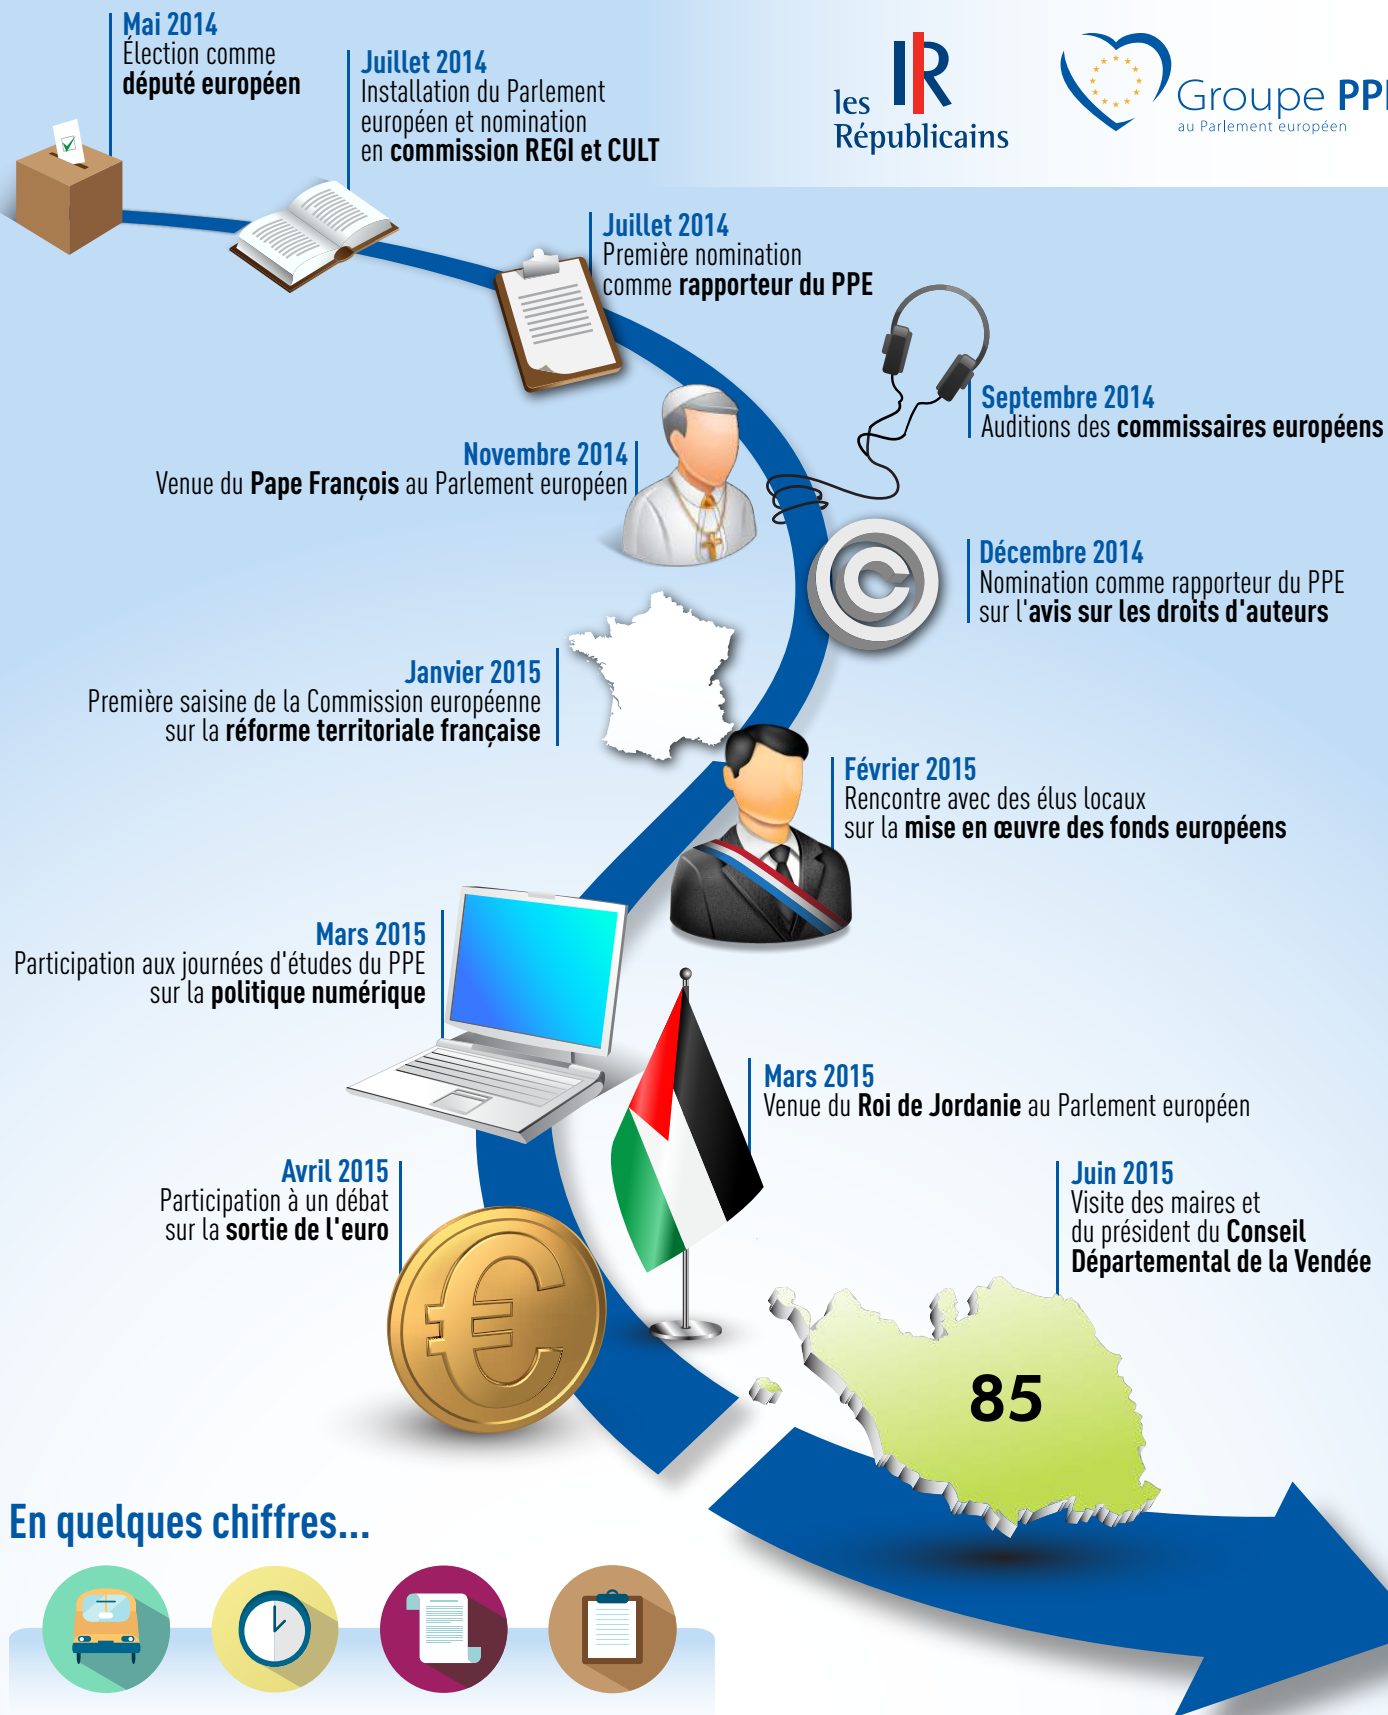 Mai 2014
Élection comme
député européen
Juillet 2014
Installation du Parlement
européen et nomination
en commission REGI et CULT
les
Républicains
Groupe PPE
au Parlement européen
Juillet 2014
Première nomination
comme rapporteur du PPE
Septembre 2014
Auditions des commissaires européens
Novembre 2014
Venue du Pape François au Parlement européen
Décembre 2014
Nomination comme rapporteur du PPE
sur l'avis sur les droits d'auteurs
Janvier 2015
Première saisine de la Commission européenne
sur la réforme territoriale française
Février 2015
Rencontre avec des élus locaux
sur la mise en œuvre des fonds européens
Mars 2015
Participation aux journées d'études du PPE
sur la politique numérique
Mars 2015
Venue du Roi de Jordanie au Parlement européen
Avril 2015
Participation à un débat
sur la sortie de l'euro
Juin 2015
Visite des maires et
du président du Conseil
Départemental de la Vendée
85
En quelques chiffres...